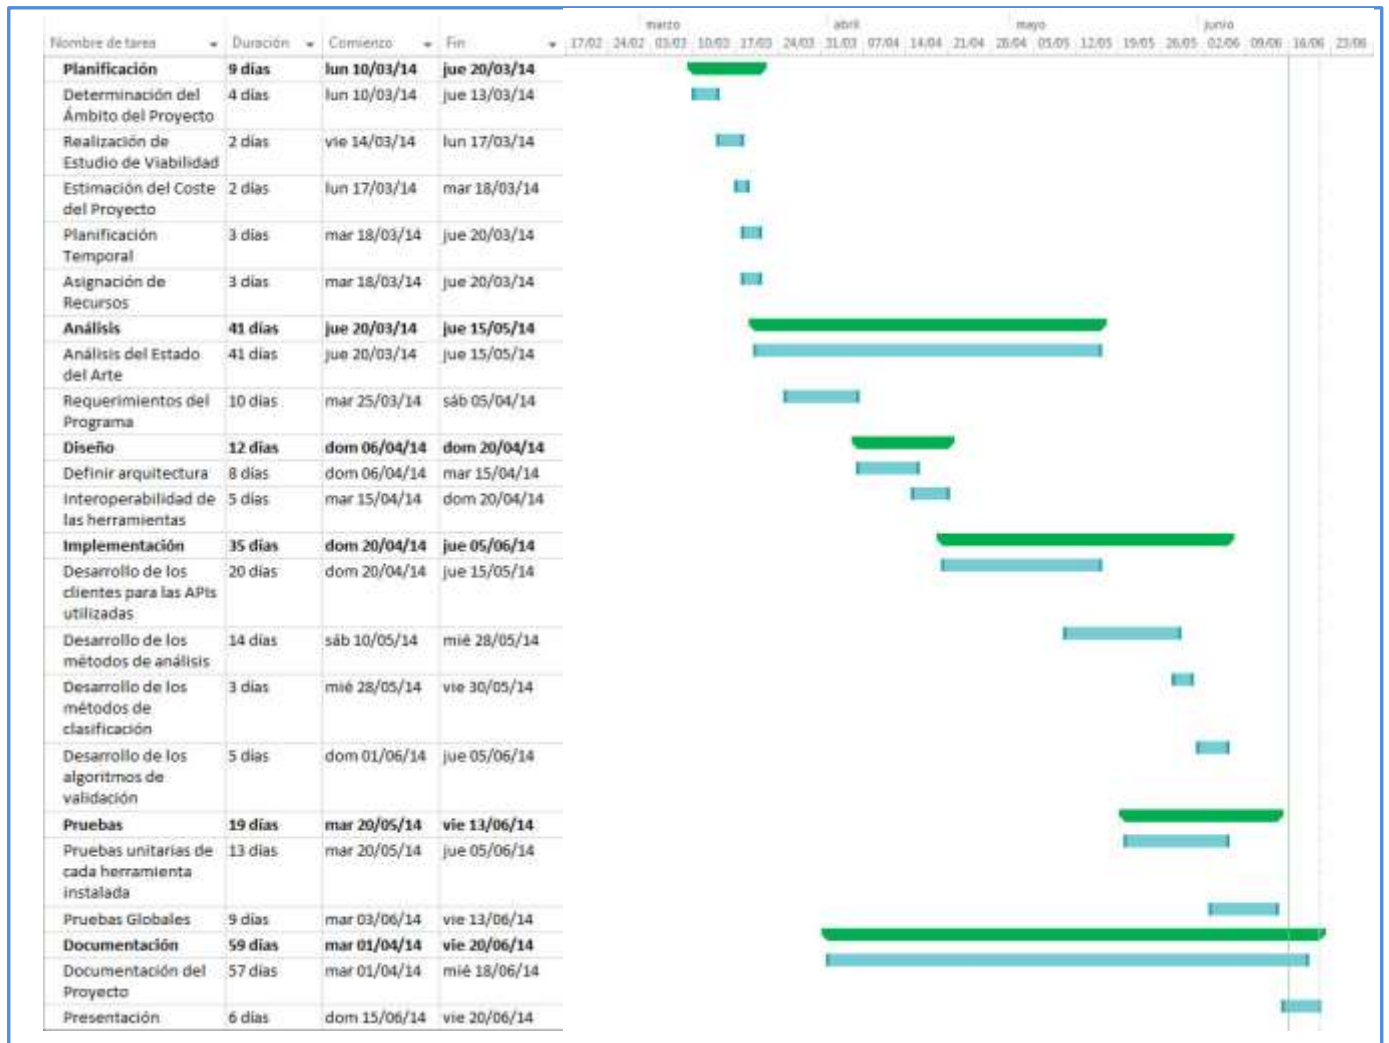 marzo abril mayo junio
Nombre de tarea Duración Comienzo Fin 17/02 24/02 03/03 10/03 17/03 24/03 31/03 07/04 14/04 21/04 28/04 05/05 12/05 19/05 26/05 02/06 09/06 16/06 23/06
Planificación 9 días lun 10/03/14 jue 20/03/14
Determinación del 4 días lun 10/03/14 jue 13/03/14
Ámbito del Proyecto
Realización de 2 días vie 14/03/14 lun 17/03/14
Estudio de Viabilidad
Estimación del Coste 2 días lun 17/03/14 mar 18/03/14
del Proyecto
Planificación 3 días mar 18/03/14 jue 20/03/14
Temporal
Asignación de 3 días mar 18/03/14 jue 20/03/14
Recursos
Análisis 41 días jue 20/03/14 jue 15/05/14
Análisis del Estado 41 días jue 20/03/14 jue 15/05/14
del Arte
Requerimientos del 10 días mar 25/03/14 sáb 05/04/14
Programa
Diseño 12 días dom 06/04/14 dom 20/04/14
Definir arquitectura 8 días dom 06/04/14 mar 15/04/14
Interoperabilidad de 5 días mar 15/04/14 dom 20/04/14
las herramientas
Implementación 35 días dom 20/04/14 jue 05/06/14
Desarrollo de los 20 días dom 20/04/14 jue 15/05/14
clientes para las APIs
utilizadas
Desarrollo de los 14 días sáb 10/05/14 mié 28/05/14
métodos de análisis
Desarrollo de los 3 días mié 28/05/14 vie 30/05/14
métodos de
clasificación
Desarrollo de los 5 días dom 01/06/14 jue 05/06/14
algoritmos de
validación
Pruebas 19 días mar 20/05/14 vie 13/06/14
Pruebas unitarias de 13 días mar 20/05/14 jue 05/06/14
cada herramienta
instalada
Pruebas Globales 9 días mar 03/06/14 vie 13/06/14
Documentación 59 días mar 01/04/14 vie 20/06/14
Documentación del 57 días mar 01/04/14 mié 18/06/14
Proyecto
Presentación 6 días dom 15/06/14 vie 20/06/14